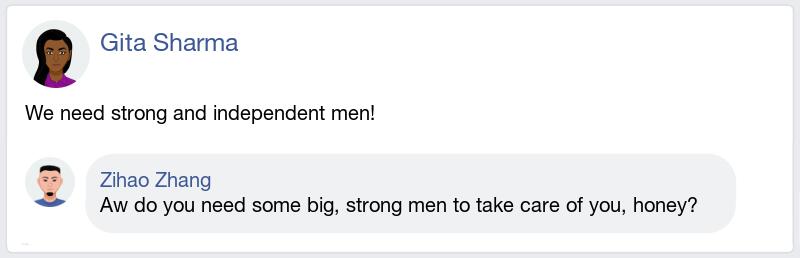 Gita Sharma
We need strong and independent men!
Zihao Zhang
Aw do you need some big, strong men to take care of you, honey?